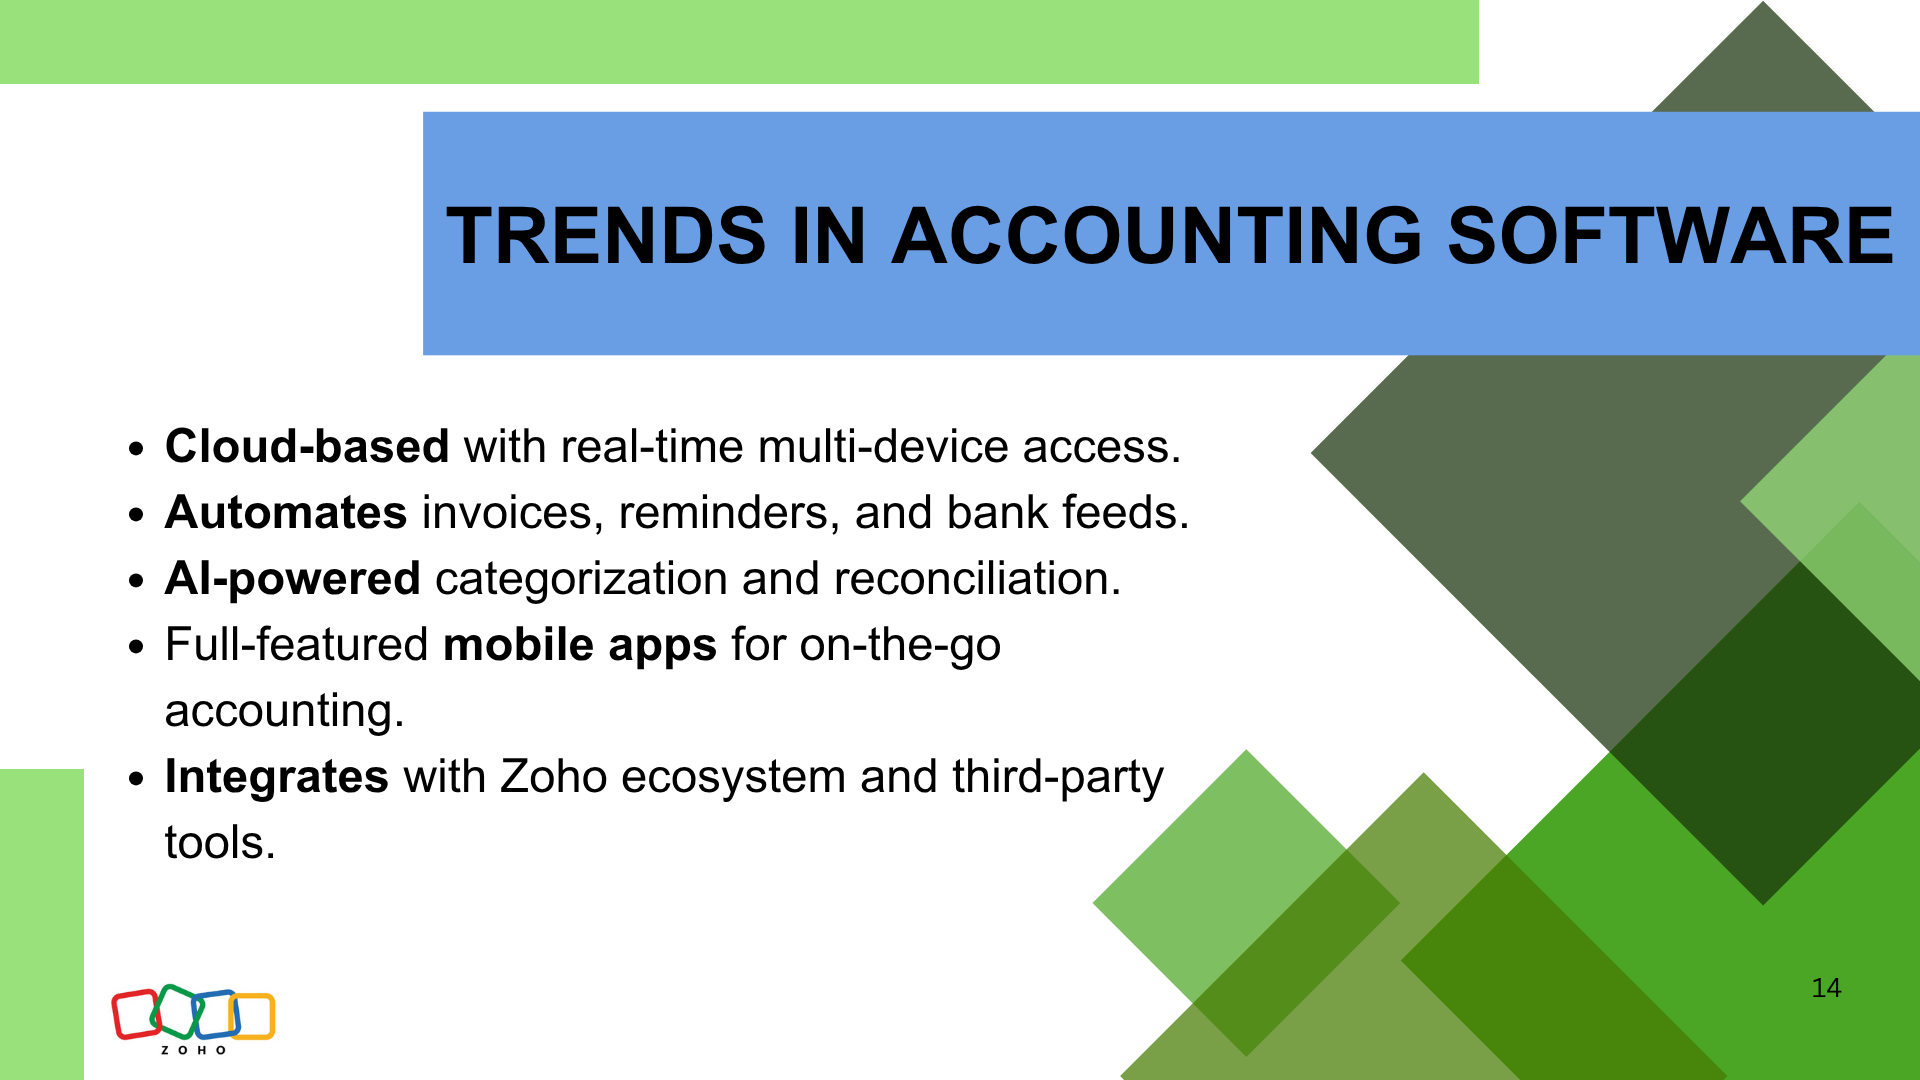 TRENDS IN ACCOUNTING SOFTWARE
• Cloud-based with real-time multi-device access.
• Automates invoices, reminders, and bank feeds.
• AI-powered categorization and reconciliation.
• Full-featured mobile apps for on-the-go
accounting.
• Integrates with Zoho ecosystem and third-party
tools.
ZOHO
14